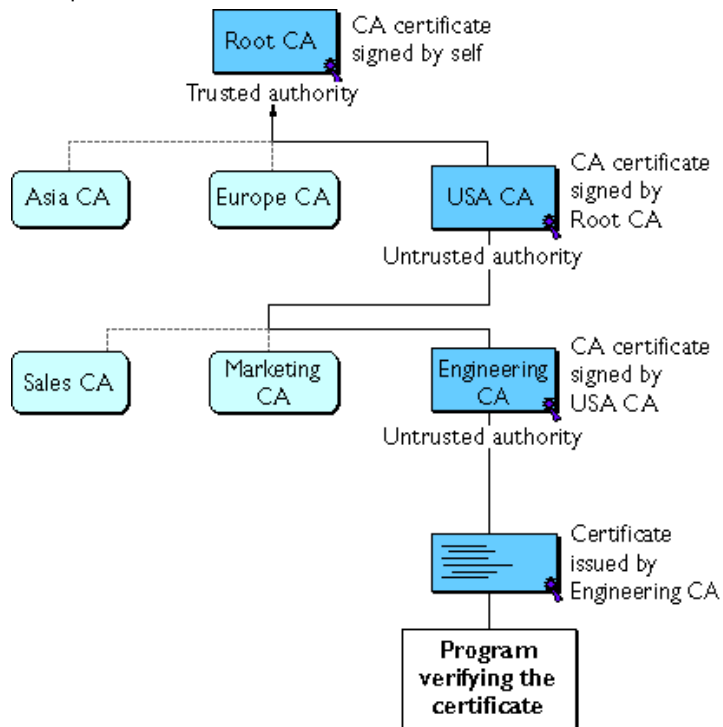 Root CA
CA certificate
signed by self
Trusted authority
Asia CA
Europe CA
USA CA
CA certificate
signed by
Root CA
Untrusted authority
Sales CA
Marketing
CA
Engineering
CA
CA certificate
signed by
USA CA
Untrusted authority
Certificate
issued by
Engineering CA
Program
verifying the
certificate